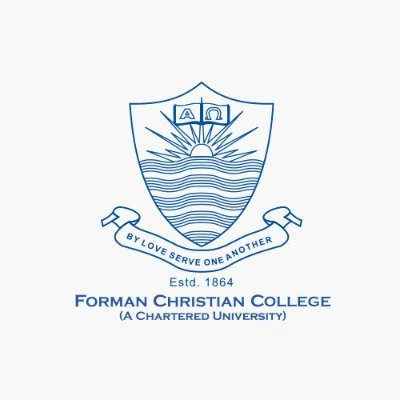 Α Ω
BY LOVE SERVE ONE ANOTHER
Estd. 1864
FORMAN CHRISTIAN COLLEGE
(A CHARTERED UNIVERSITY)